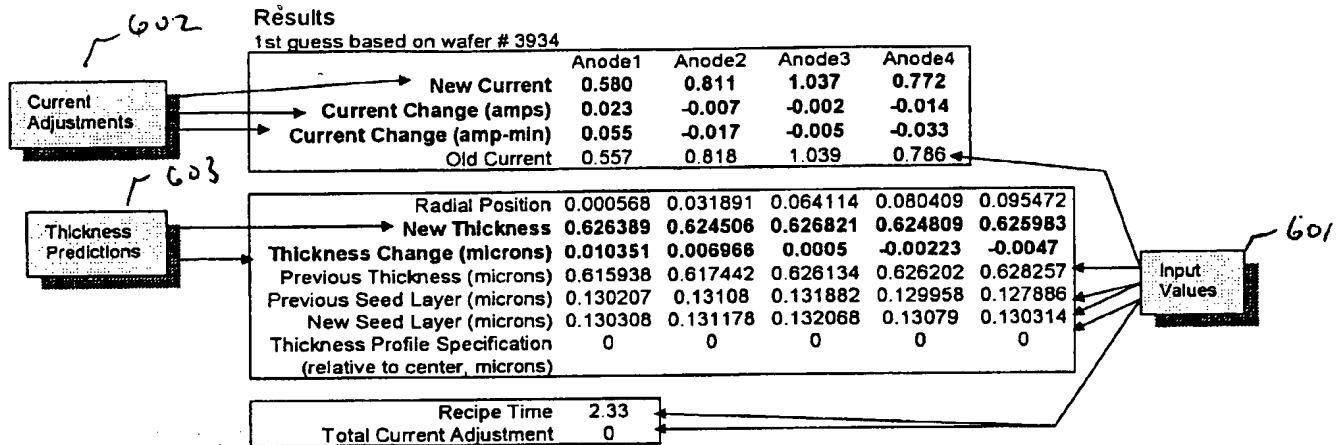 602
Results
1st guess based on wafer # 3934
Anode1 Anode2 Anode3 Anode4
New Current 0.580 0.811 1.037 0.772
Current Change (amps) 0.023 -0.007 -0.002 -0.014
Current Change (amp-min) 0.055 -0.017 -0.005 -0.033
Old Current 0.557 0.818 1.039 0.786
Current
Adjustments
603
Radial Position 0.000568 0.031891 0.064114 0.080409 0.095472
New Thickness 0.626389 0.624506 0.626821 0.624809 0.625983
Thickness Change (microns) 0.010351 0.006966 0.0005 -0.00223 -0.0047
Previous Thickness (microns) 0.615938 0.617442 0.626134 0.626202 0.628257
Previous Seed Layer (microns) 0.130207 0.13108 0.131882 0.129958 0.127886
New Seed Layer (microns) 0.130308 0.131178 0.132068 0.13079 0.130314
Thickness Profile Specification 0 0 0 0 0
(relative to center, microns)
Thickness
Predictions
601
Input
Values
Recipe Time 2.33
Total Current Adjustment 0